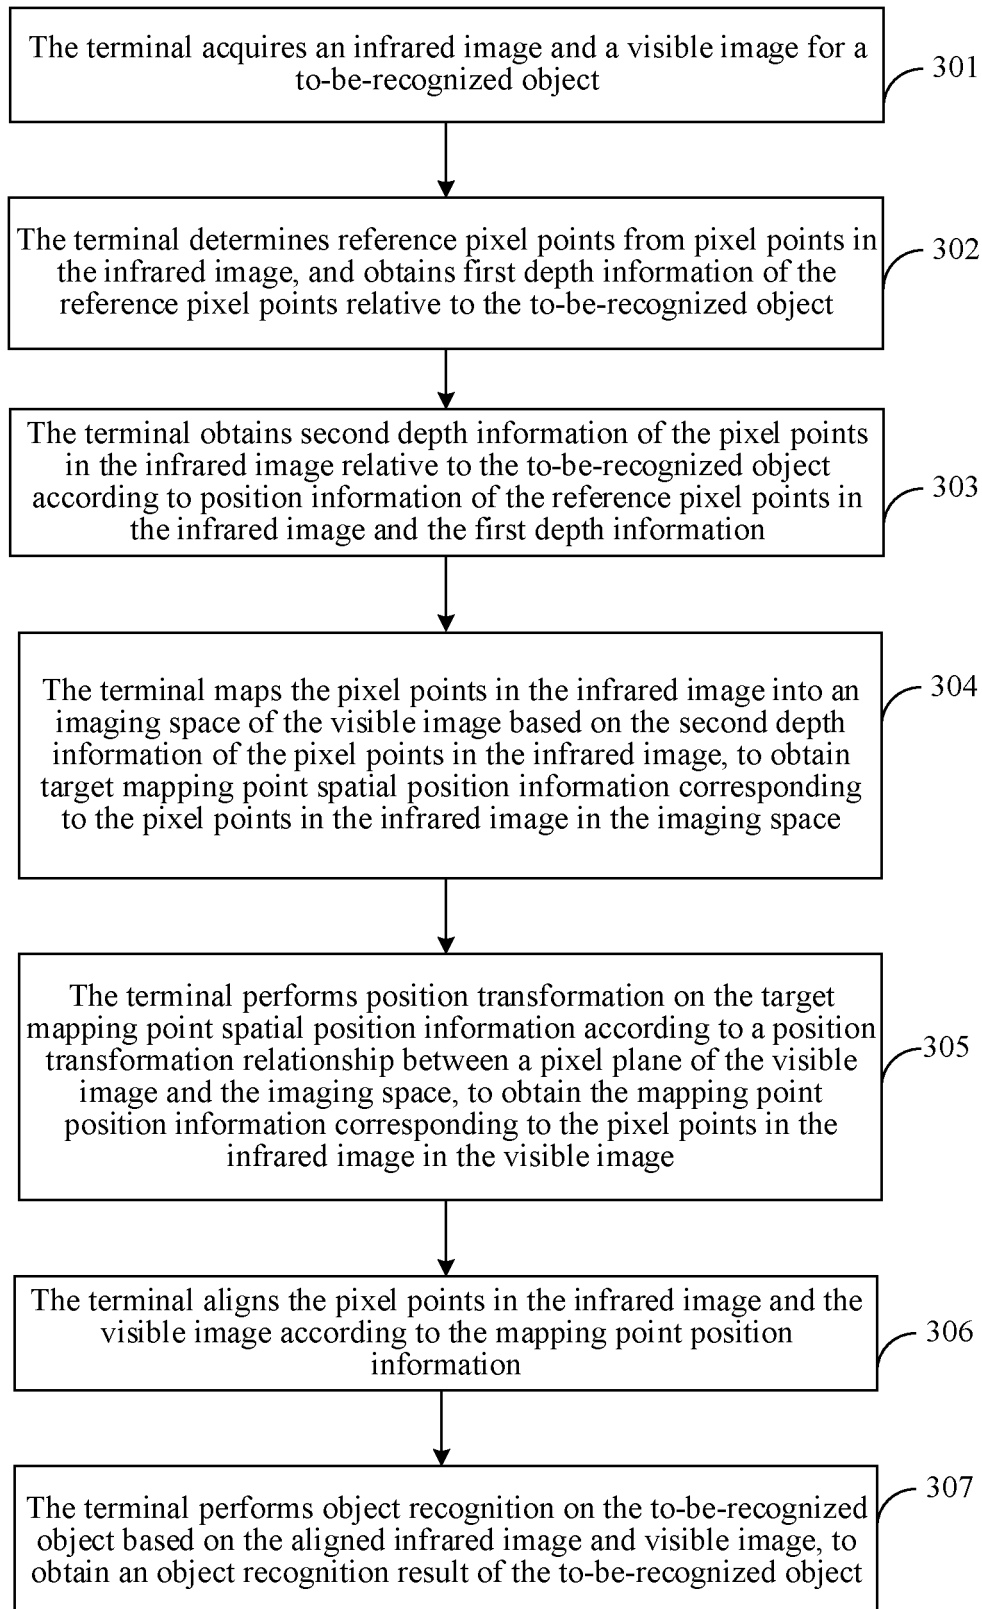 The terminal acquires an infrared image and a visible image for a
to-be-recognized object
301
The terminal determines reference pixel points from pixel points in
the infrared image, and obtains first depth information of the
reference pixel points relative to the to-be-recognized object
302
The terminal obtains second depth information of the pixel points
in the infrared image relative to the to-be-recognized object
according to position information of the reference pixel points in
the infrared image and the first depth information
303
The terminal maps the pixel points in the infrared image into an
imaging space of the visible image based on the second depth
information of the pixel points in the infrared image, to obtain
target mapping point spatial position information corresponding
to the pixel points in the infrared image in the imaging space
304
The terminal performs position transformation on the target
mapping point spatial position information according to a position
transformation relationship between a pixel plane of the visible
image and the imaging space, to obtain the mapping point
position information corresponding to the pixel points in the
infrared image in the visible image
305
The terminal aligns the pixel points in the infrared image and the
visible image according to the mapping point position
information
306
The terminal performs object recognition on the to-be-recognized
object based on the aligned infrared image and visible image, to
obtain an object recognition result of the to-be-recognized object
307